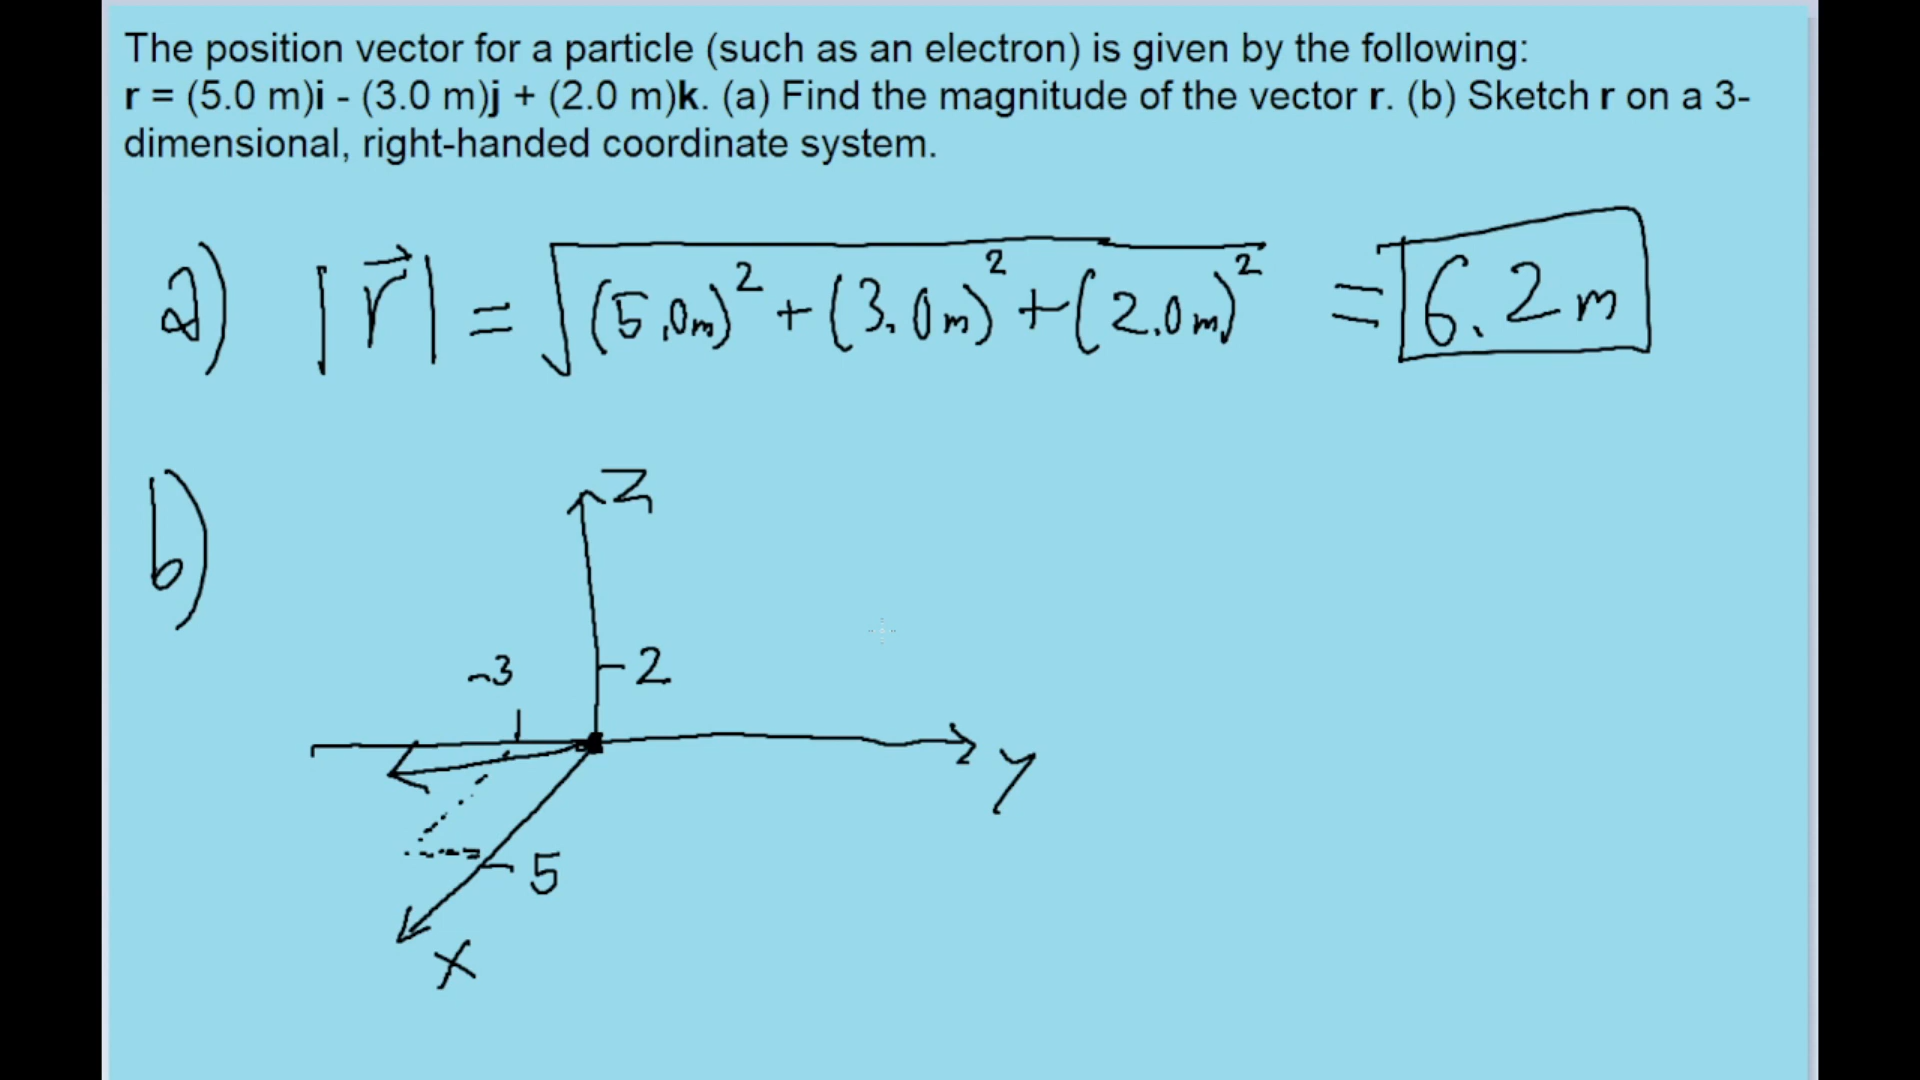 The position vector for a particle (such as an electron) is given by the following:
r = (5.0 m)i - (3.0 m)j + (2.0 m)k. (a) Find the magnitude of the vector r. (b) Sketch r on a 3-
dimensional, right-handed coordinate system.
a) |r⃗| = √((5.0m)² + (3.0m)² + (2.0m)²) = 6.2m
b)
z
-3
2
y
5
x